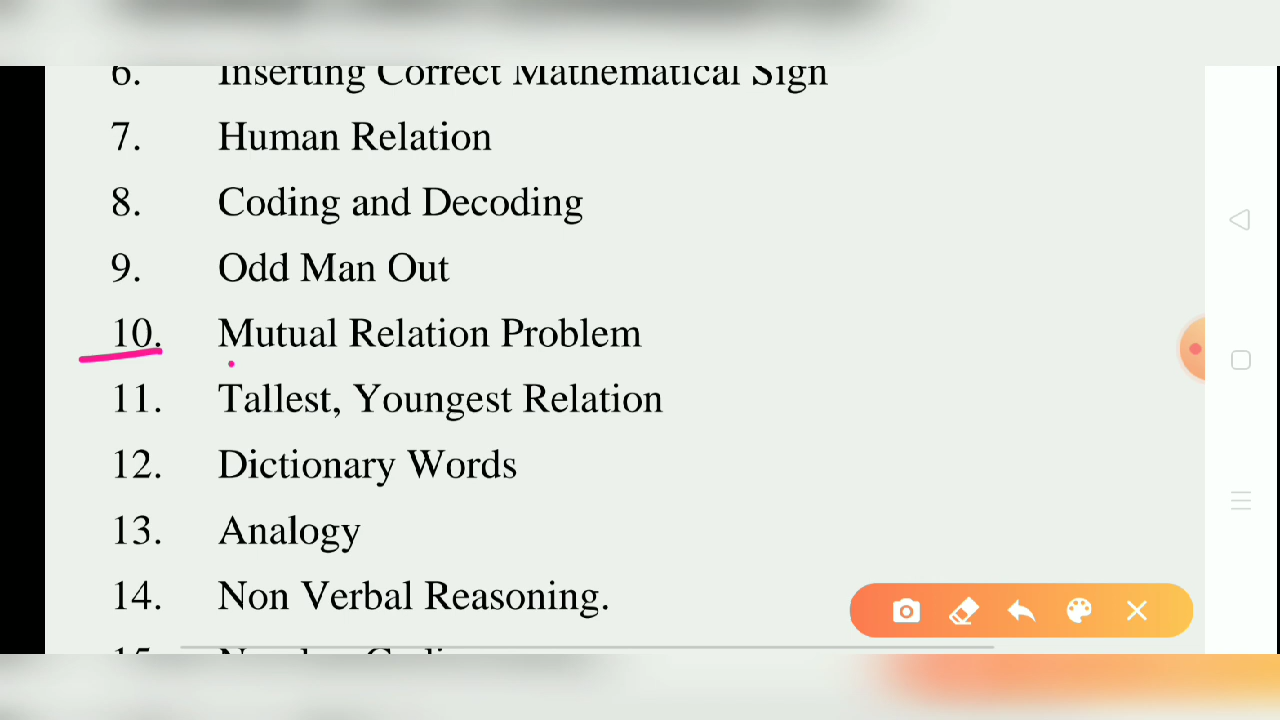 6. Inserting Correct Mathematical Sign
7. Human Relation
8. Coding and Decoding
9. Odd Man Out
10. Mutual Relation Problem
11. Tallest, Youngest Relation
12. Dictionary Words
13. Analogy
14. Non Verbal Reasoning.
15.